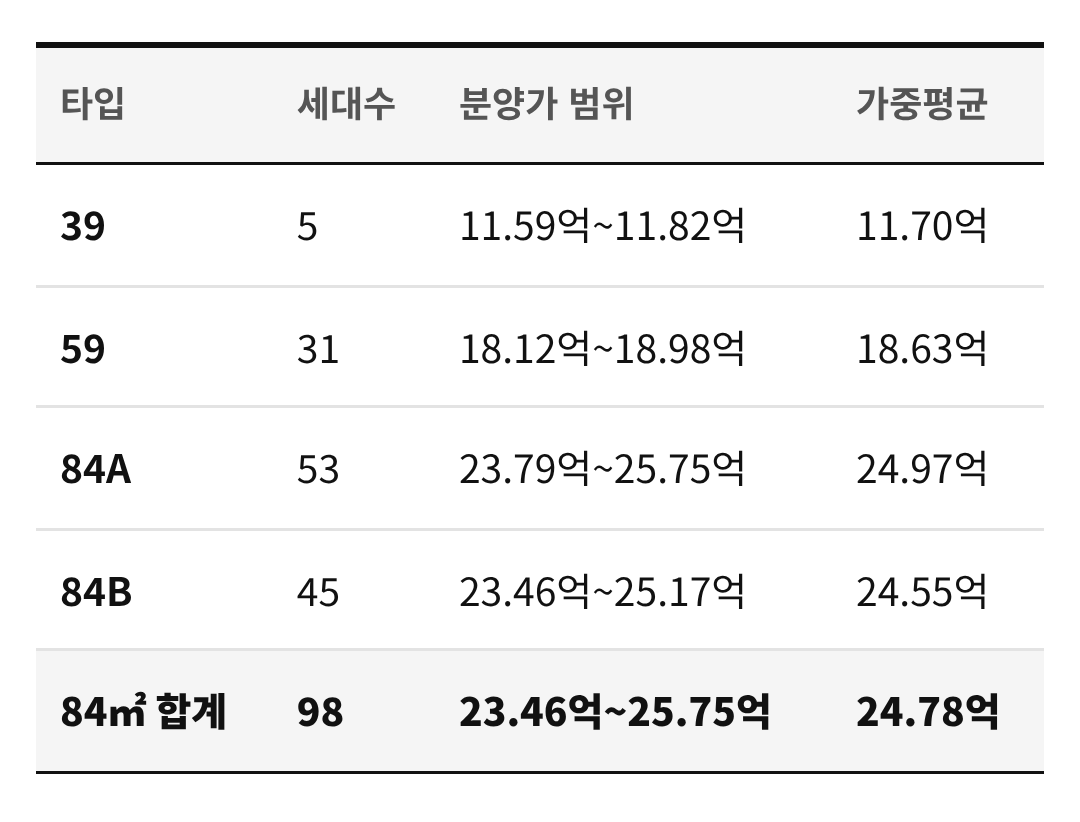 타입 세대수 분양가 범위 가중평균
39 5 11.59억~11.82억 11.70억
59 31 18.12억~18.98억 18.63억
84A 53 23.79억~25.75억 24.97억
84B 45 23.46억~25.17억 24.55억
84㎡ 합계 98 23.46억~25.75억 24.78억